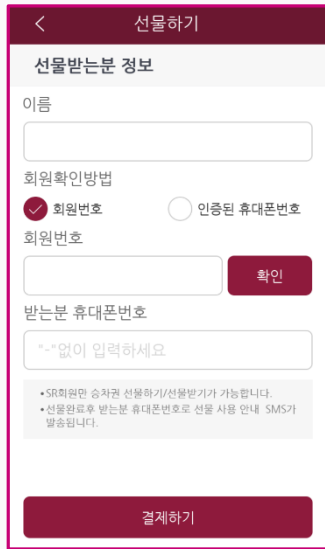 선물하기
선물받는분 정보
이름
회원확인방법
회원번호 인증된 휴대폰번호
회원번호
확인
받는분 휴대폰번호
"-"없이 입력하세요
•SR회원만 승차권 선물하기/선물받기가 가능합니다.
•선물완료후 받는분 휴대폰번호로 선물 사용 안내 SMS가
발송됩니다.
결제하기